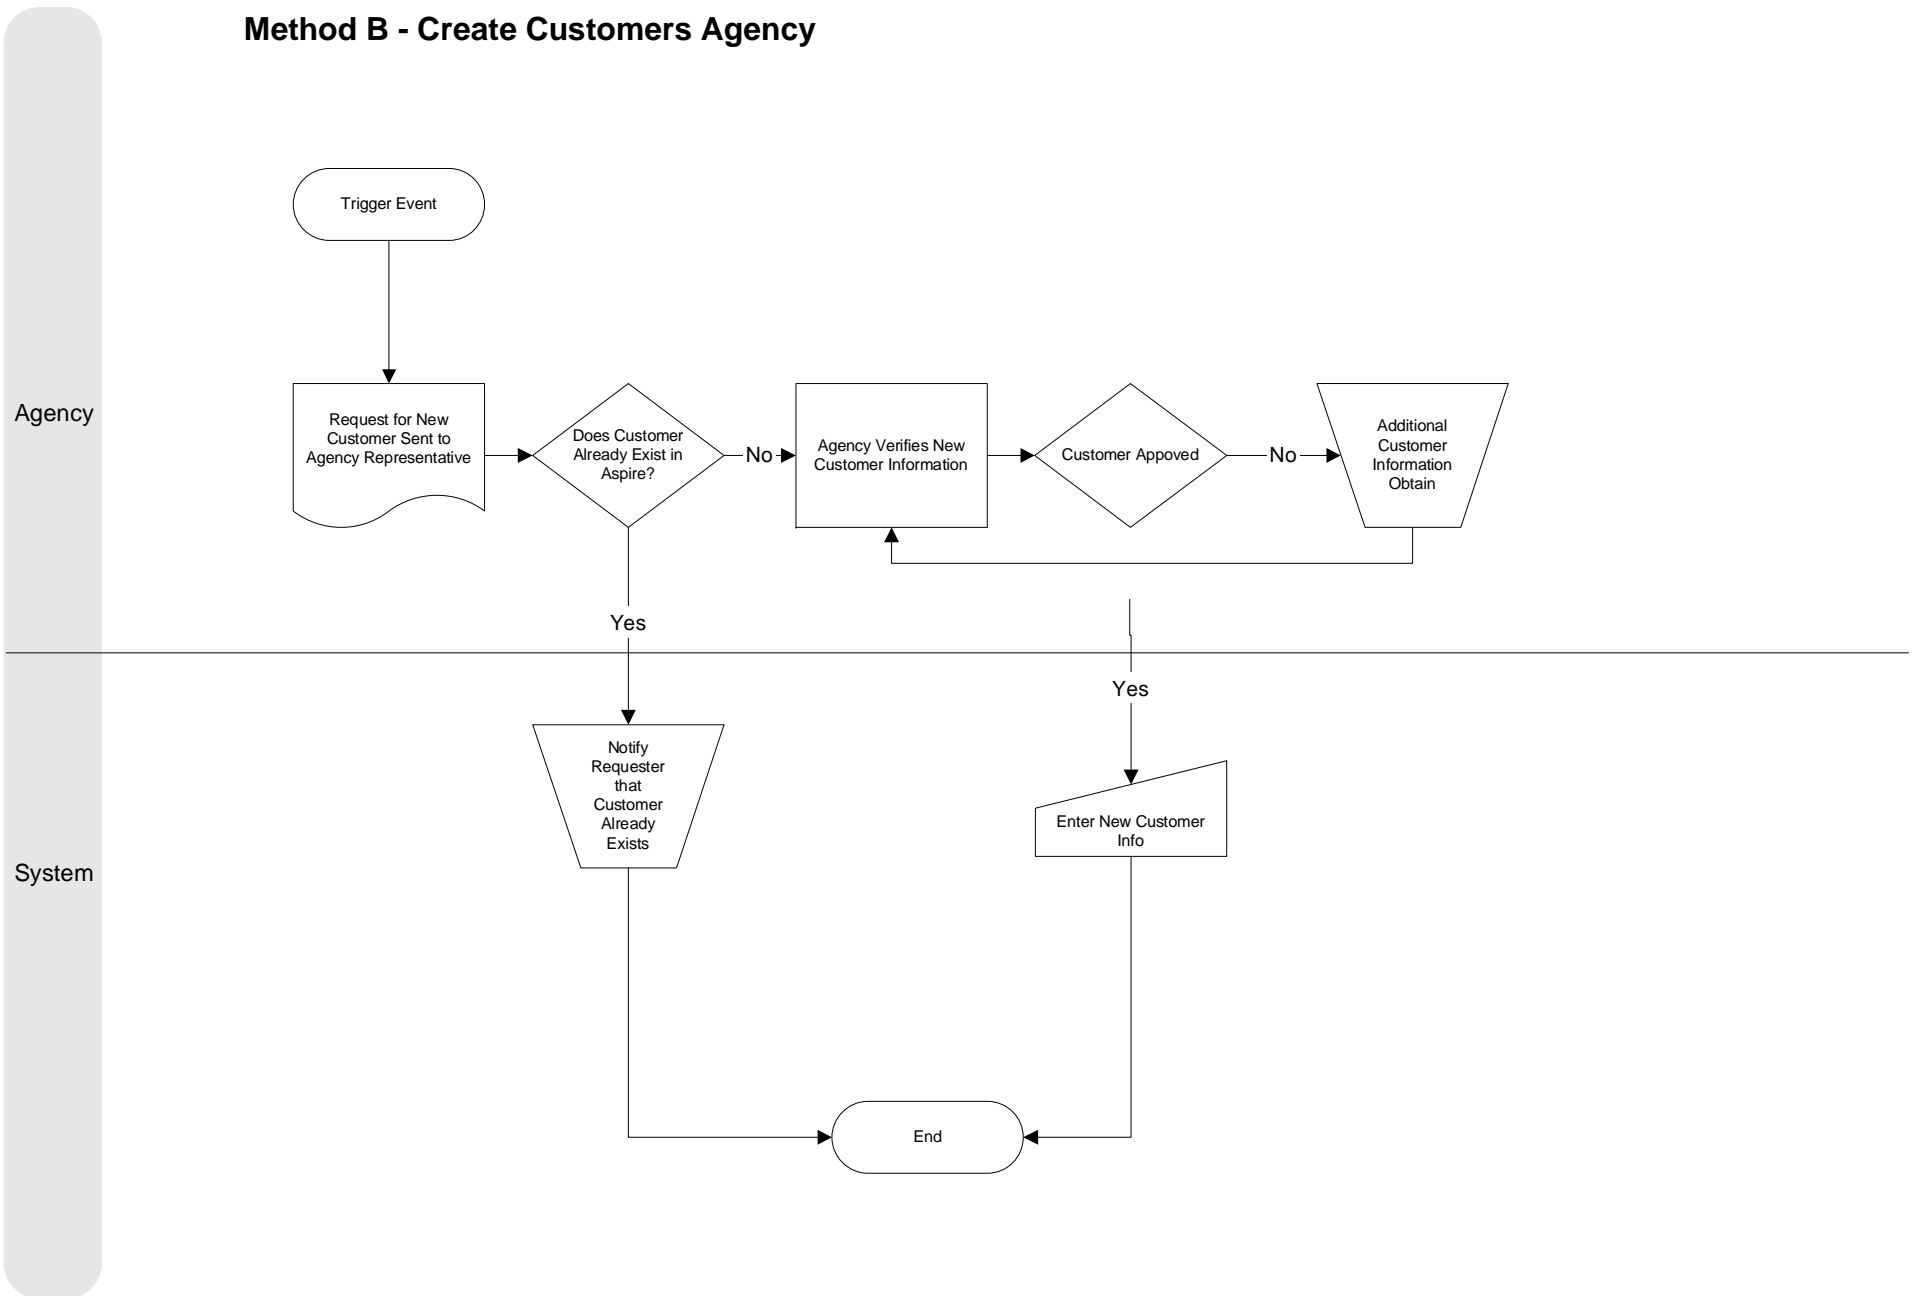 Method B - Create Customers Agency
Trigger Event
Agency
Request for New
Customer Sent to
Agency Representative
Does Customer
Already Exist in
Aspire?
No
Agency Verifies New
Customer Information
Customer Appoved
No
Additional
Customer
Information
Obtain
Yes
Yes
System
Notify
Requester
that
Customer
Already
Exists
Enter New Customer
Info
End